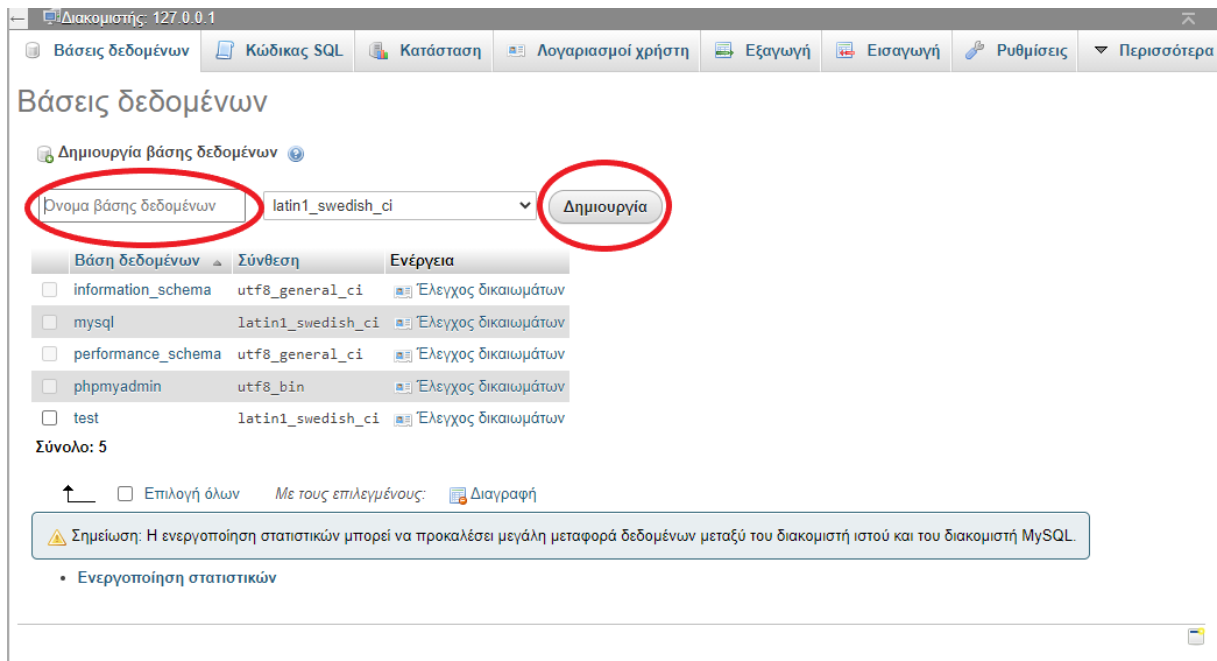 Διακομιστής: 127.0.0.1
Βάσεις δεδομένων Κώδικας SQL Κατάσταση Λογαριασμοί χρήστη Εξαγωγή Εισαγωγή Ρυθμίσεις Περισσότερα
Βάσεις δεδομένων
Δημιουργία βάσης δεδομένων
Όνομα βάσης δεδομένων latin1_swedish_ci Δημιουργία
Βάση δεδομένων Σύνθεση Ενέργεια
information_schema utf8_general_ci Έλεγχος δικαιωμάτων
mysql latin1_swedish_ci Έλεγχος δικαιωμάτων
performance_schema utf8_general_ci Έλεγχος δικαιωμάτων
phpmyadmin utf8_bin Έλεγχος δικαιωμάτων
test latin1_swedish_ci Έλεγχος δικαιωμάτων
Σύνολο: 5
Επιλογή όλων Με τους επιλεγμένους: Διαγραφή
Σημείωση: Η ενεργοποίηση στατιστικών μπορεί να προκαλέσει μεγάλη μεταφορά δεδομένων μεταξύ του διακομιστή ιστού και του διακομιστή MySQL.
• Ενεργοποίηση στατιστικών